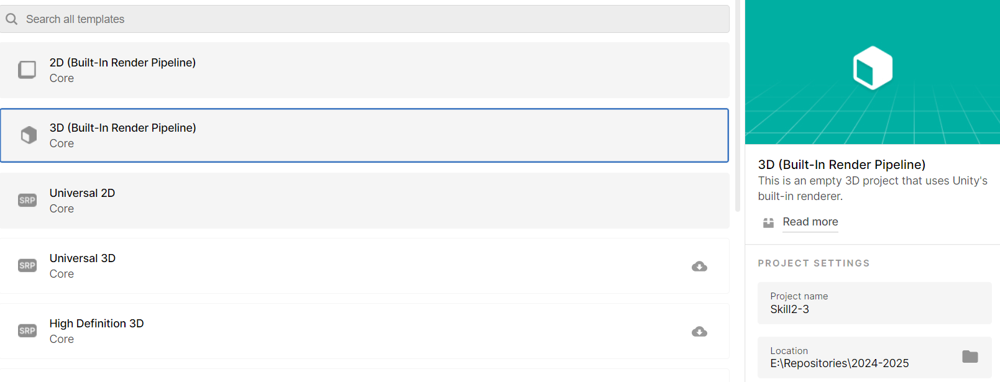 Search all templates
2D (Built-In Render Pipeline)
Core
3D (Built-In Render Pipeline)
Core
SRP
Universal 2D
Core
SRP
Universal 3D
Core
SRP
High Definition 3D
Core
3D (Built-In Render Pipeline)
This is an empty 3D project that uses Unity's
built-in renderer.
Read more
PROJECT SETTINGS
Project name
Skill2-3
Location
E:\Repositories\2024-2025